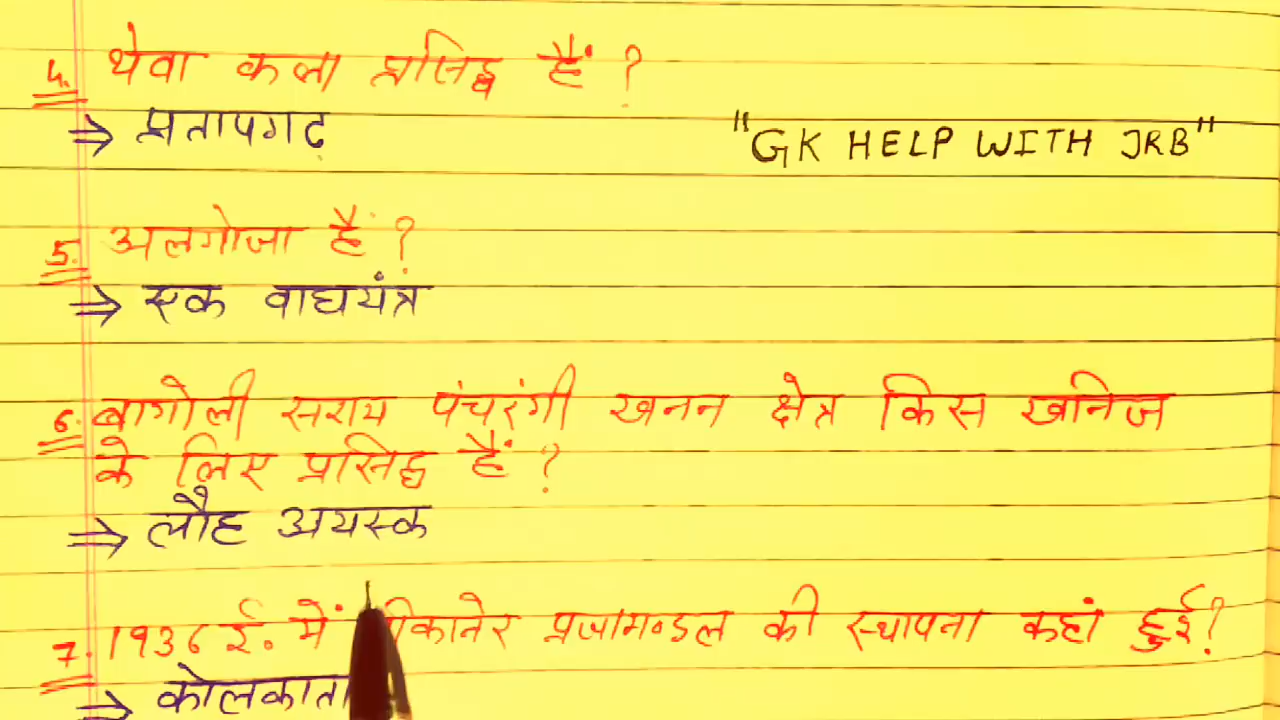 4. थेवा कला प्रसिद्ध हैं ?
⇒ प्रतापगढ़
"GK HELP WITH JRB"
5. अलगोजा हैं ?
⇒ एक वाद्ययंत्र
6. बागोली सराय पंचरंगी खनन क्षेत्र किस खनिज
के लिए प्रसिद्ध हैं ?
⇒ लौह अयस्क
7. 1936 ई. में प्रजामण्डल की स्थापना कहां हुई ?
⇒ कोलकाता